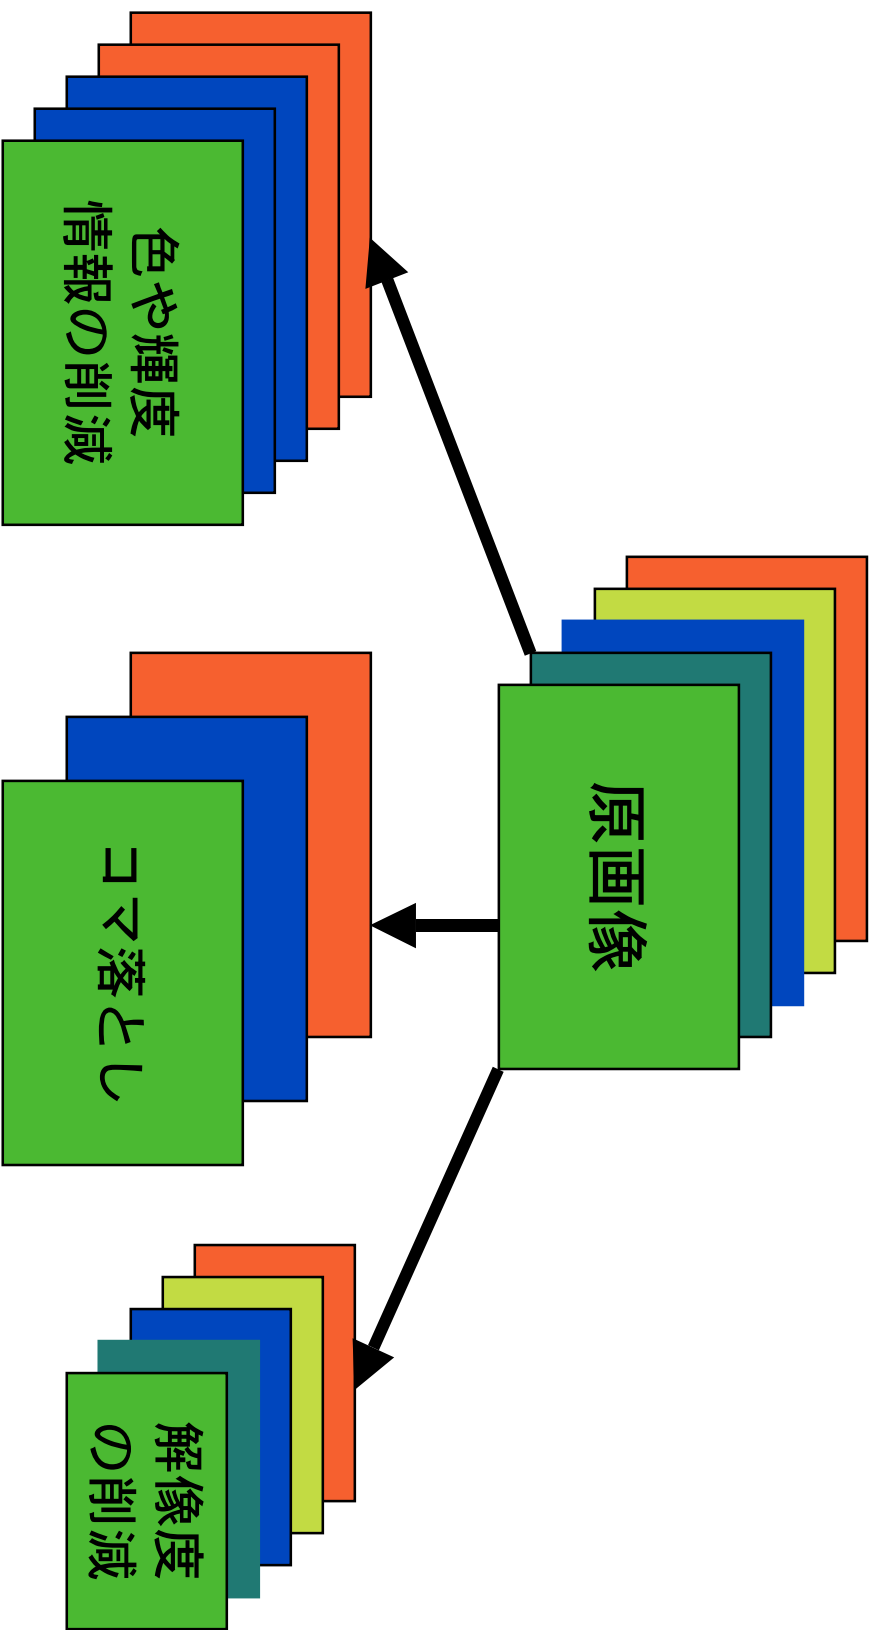 原画像
色や輝度
情報の削減
コマ落とし
解像度
の削減